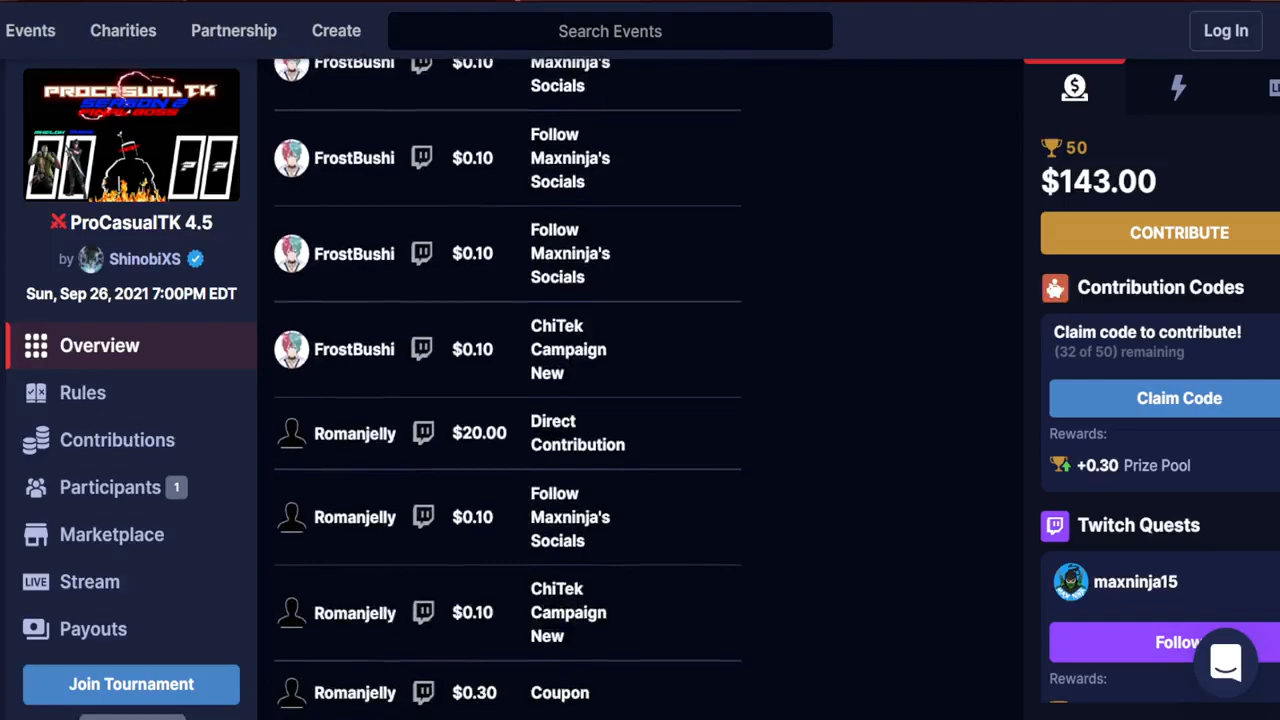 Events Charities Partnership Create Search Events Log In
PROCASUAL TK
SEASON 2
FINAL BOSS
ProCasualTK 4.5
by ShinobiXS
Sun, Sep 26, 2021 7:00PM EDT
Overview
Rules
Contributions
Participants 1
Marketplace
LIVE Stream
Payouts
Join Tournament
FrostBushi $0.10 Maxninja's
Socials
FrostBushi $0.10 Follow
Maxninja's
Socials
FrostBushi $0.10 Follow
Maxninja's
Socials
FrostBushi $0.10 ChiTek
Campaign
New
Romanjelly $20.00 Direct
Contribution
Romanjelly $0.10 Follow
Maxninja's
Socials
Romanjelly $0.10 ChiTek
Campaign
New
Romanjelly $0.30 Coupon
50
$143.00
CONTRIBUTE
Contribution Codes
Claim code to contribute!
(32 of 50) remaining
Claim Code
Rewards:
+0.30 Prize Pool
Twitch Quests
maxninja15
Follow
Rewards: